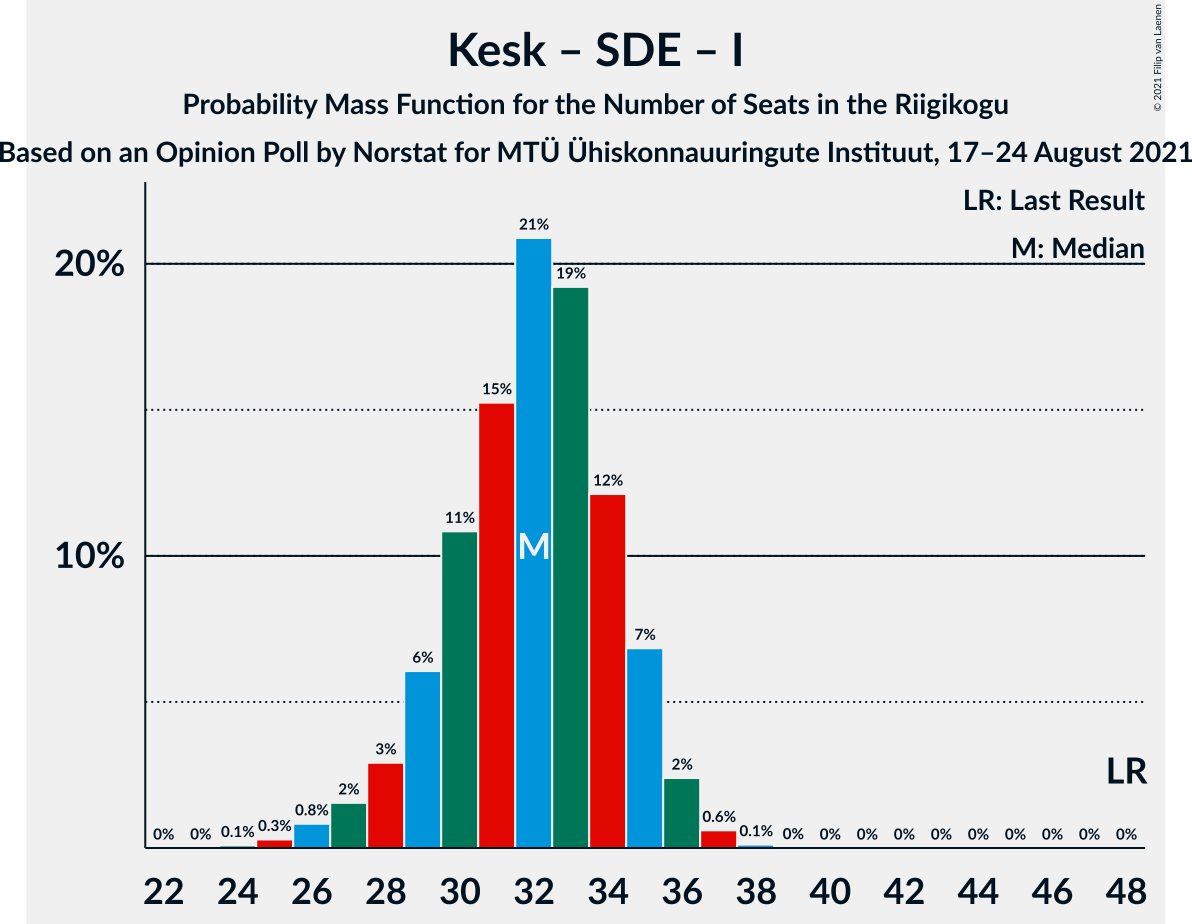 Kesk – SDE – I
Probability Mass Function for the Number of Seats in the Riigikogu
Based on an Opinion Poll by Norstat for MTÜ Ühiskonnauuringute Instituut, 17–24 August 2021
© 2021 Filip van Laenen
LR: Last Result
M: Median
20%
10%
0% 0% 0.1% 0.3% 0.8% 2% 3% 6% 11% 15% 21% 19% 12% 7% 2% 0.6% 0.1% 0% 0% 0% 0% 0% 0% 0% 0% 0% 0%
M
LR
22 24 26 28 30 32 34 36 38 40 42 44 46 48